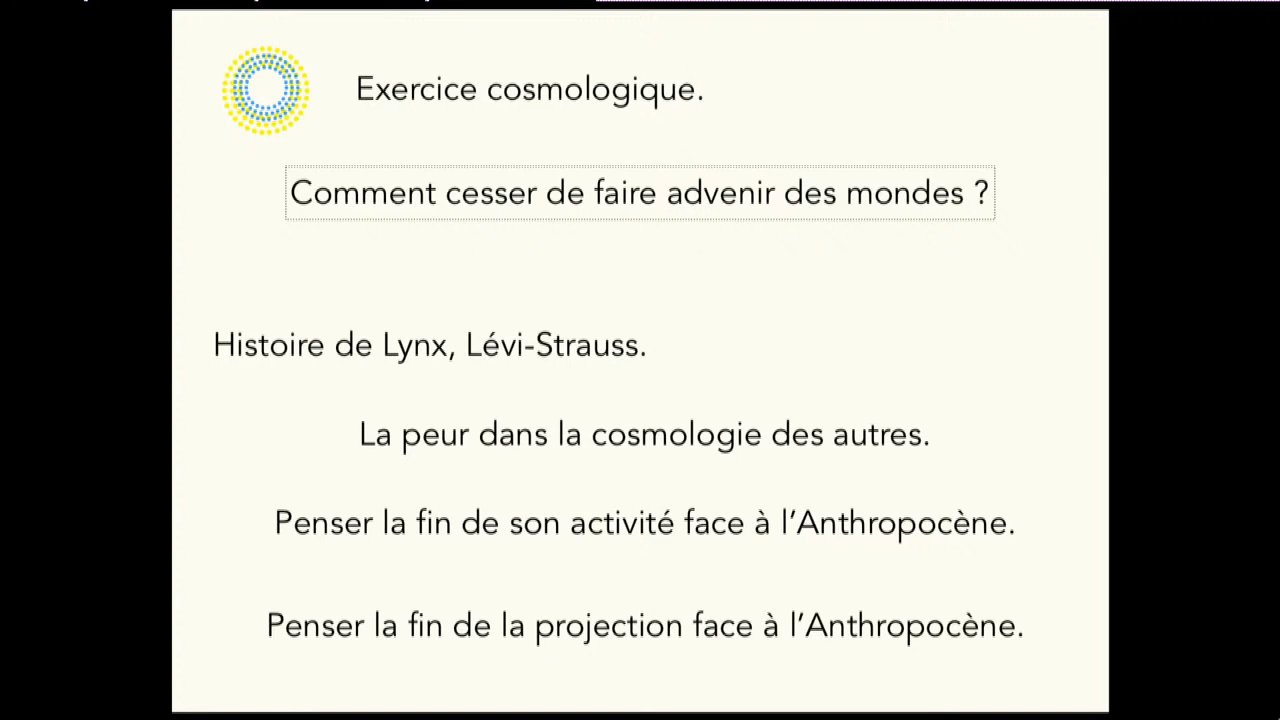 Exercice cosmologique.
Comment cesser de faire advenir des mondes ?
Histoire de Lynx, Lévi-Strauss.
La peur dans la cosmologie des autres.
Penser la fin de son activité face à l’Anthropocène.
Penser la fin de la projection face à l’Anthropocène.